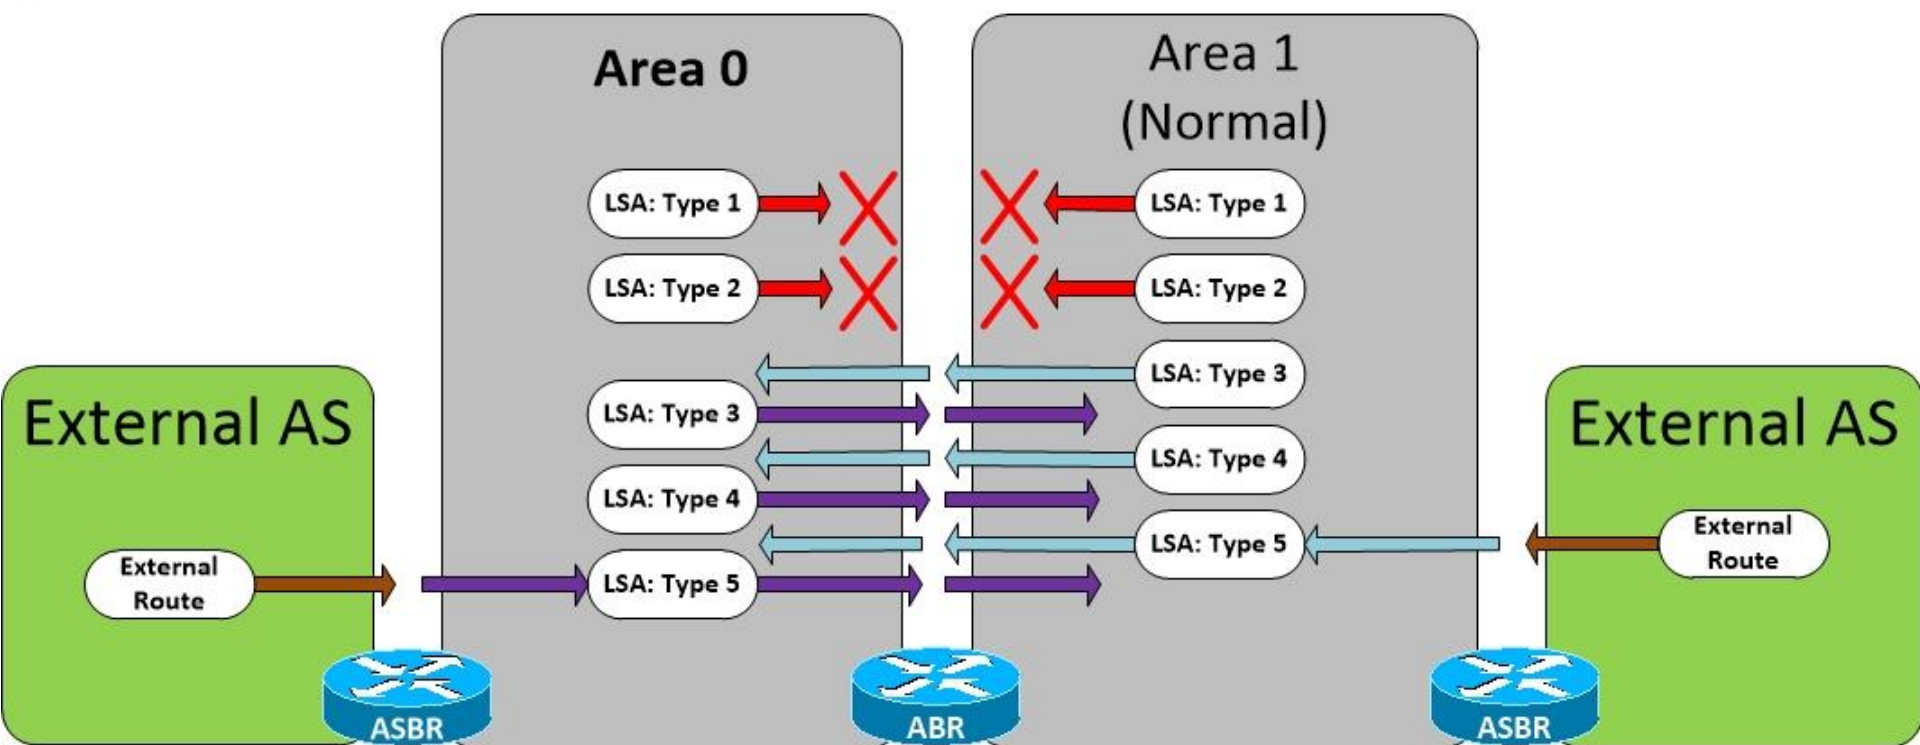 Area 0
Area 1
(Normal)
LSA: Type 1
LSA: Type 1
LSA: Type 2
LSA: Type 2
LSA: Type 3
LSA: Type 3
External AS
External AS
LSA: Type 4
LSA: Type 4
LSA: Type 5
External
Route
External
Route
LSA: Type 5
ASBR
ABR
ASBR